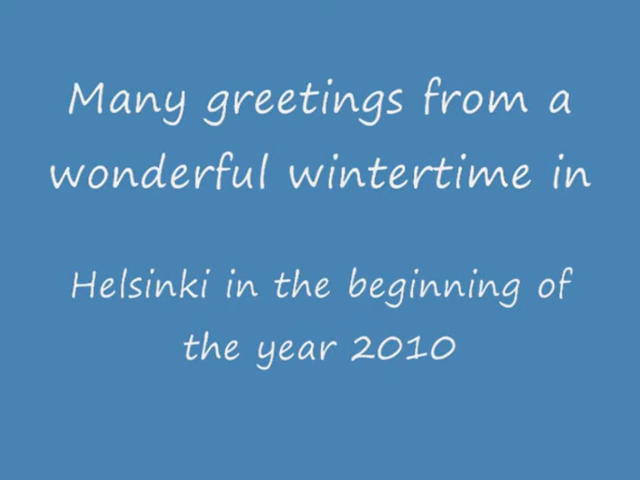 Many greetings from a
wonderful wintertime in
Helsinki in the beginning of
the year 2010